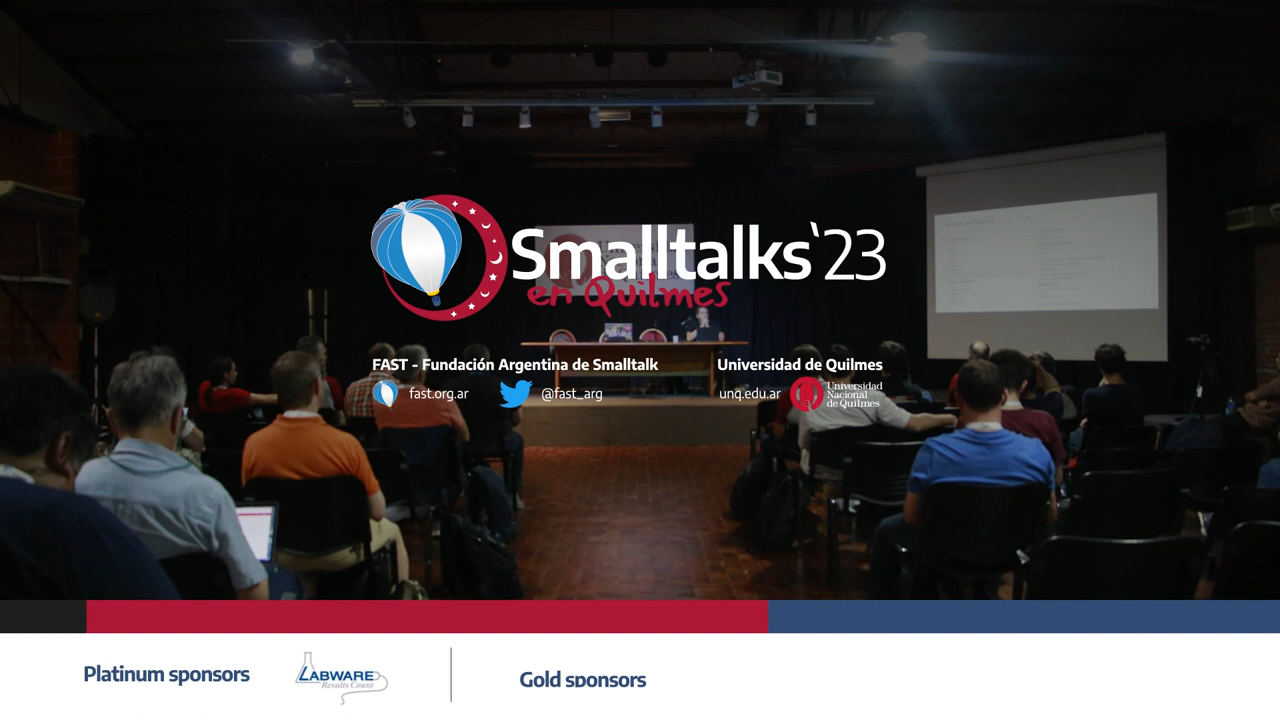 Smalltalks‘23
en Quilmes
FAST - Fundación Argentina de Smalltalk
fast.org.ar
@fast_arg
Universidad de Quilmes
unq.edu.ar
Universidad
Nacional
de Quilmes
Platinum sponsors
LABWARE
Results Count
Gold sponsors